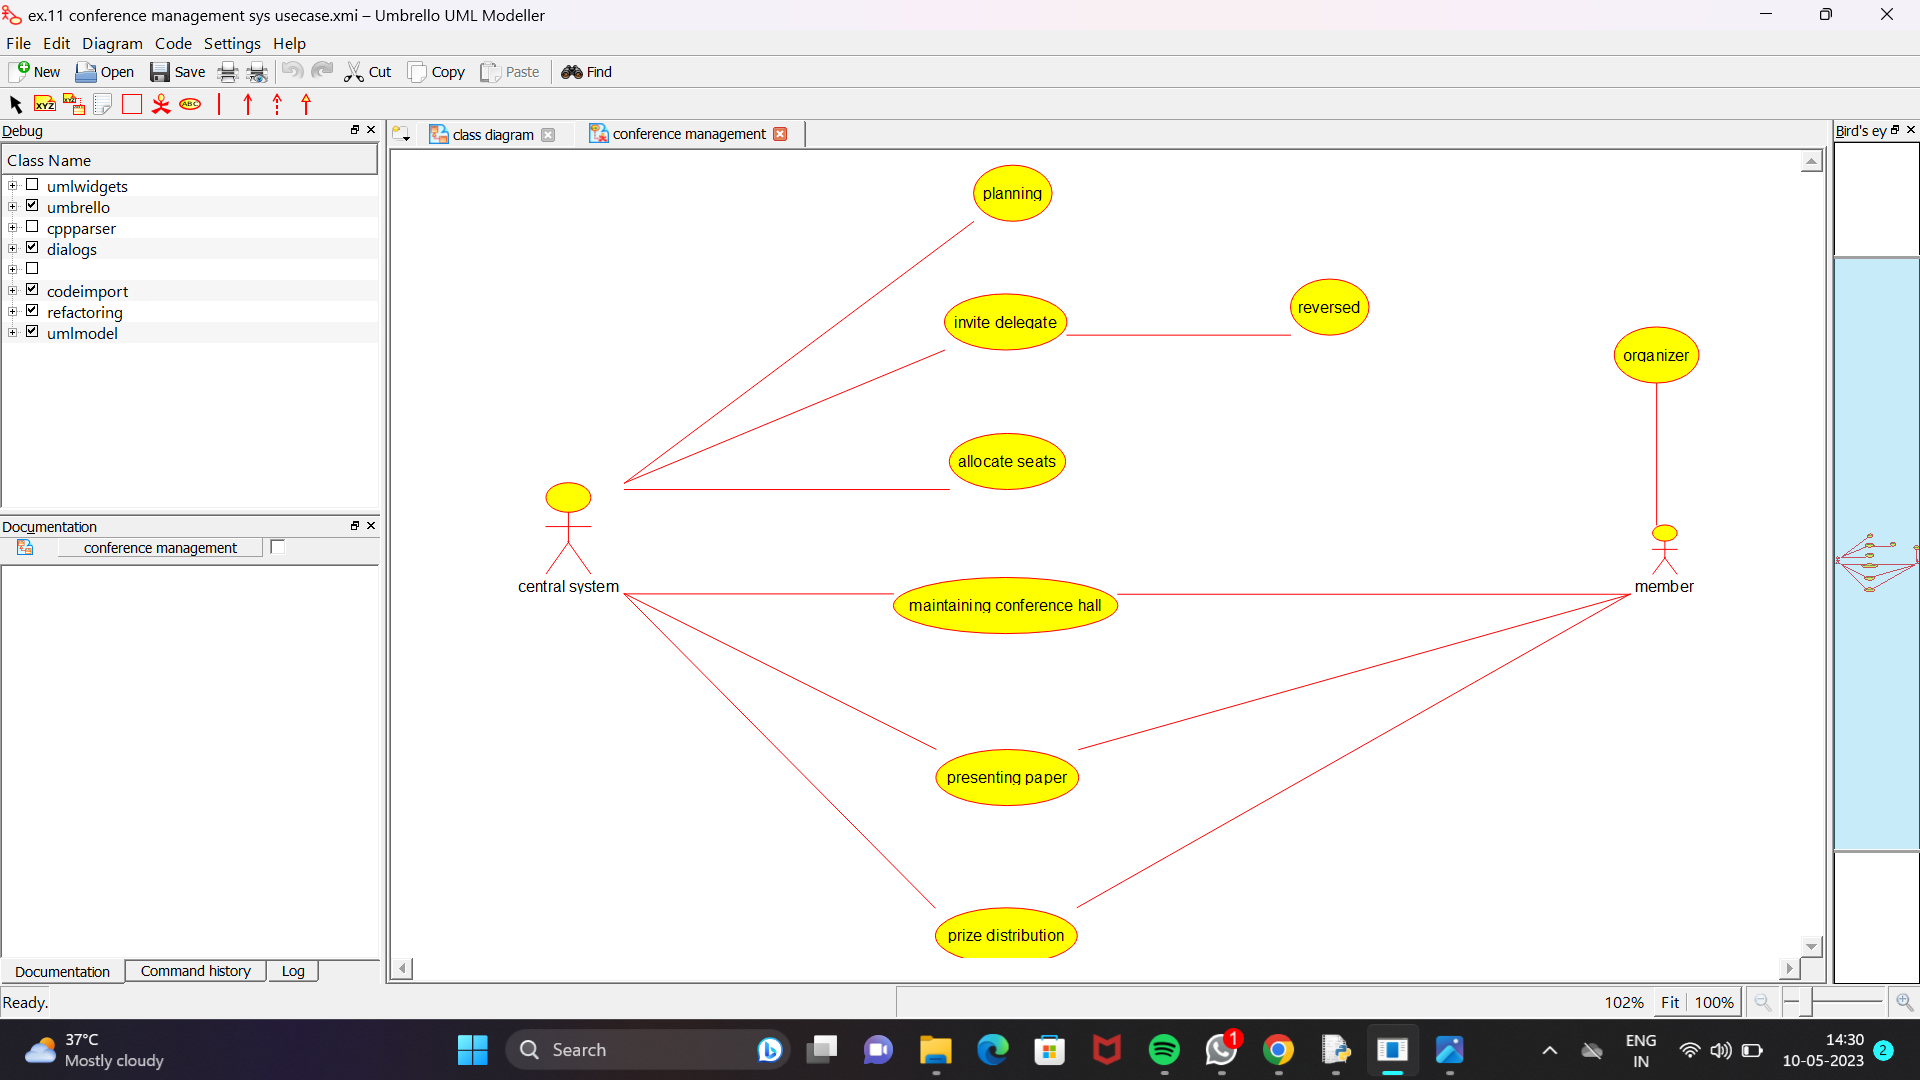 ex.11 conference management sys usecase.xmi – Umbrello UML Modeller
File Edit Diagram Code Settings Help
New Open Save Cut Copy Paste Find
XYZ XYZ ABC
Debug
Class Name
umlwidgets
umbrello
cppparser
dialogs
codeimport
refactoring
umlmodel
Documentation
conference management
Documentation Command history Log
class diagram conference management
planning
invite delegate
reversed
organizer
allocate seats
central system
maintaining conference hall
member
presenting paper
prize distribution
Bird's ey
Ready.
102% Fit 100%
37°C
Mostly cloudy
Search
1
ENG
IN
14:30
10-05-2023
2